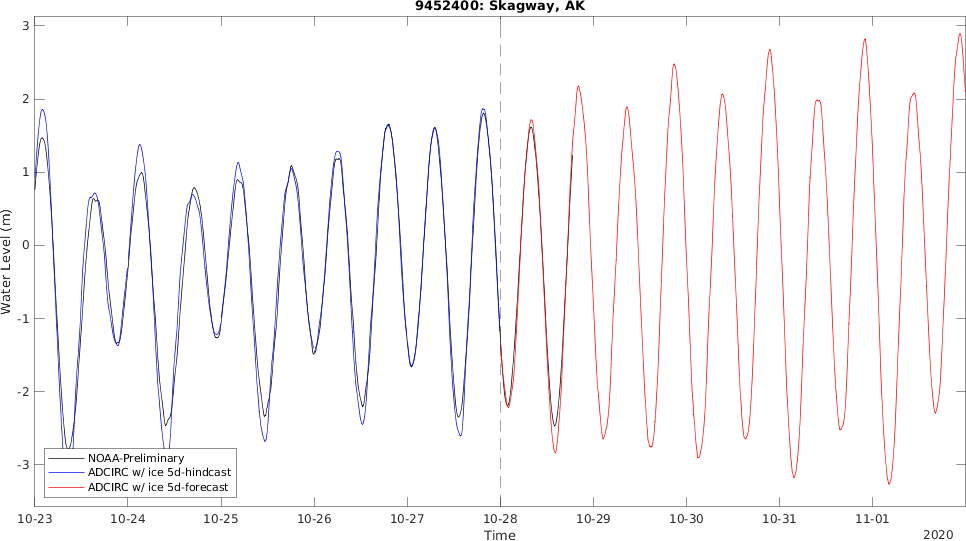 9452400: Skagway, AK
3
2
1
0
-1
-2
-3
Water Level (m)
NOAA-Preliminary
ADCIRC w/ ice 5d-hindcast
ADCIRC w/ ice 5d-forecast
10-23 10-24 10-25 10-26 10-27 10-28 10-29 10-30 10-31 11-01
Time
2020